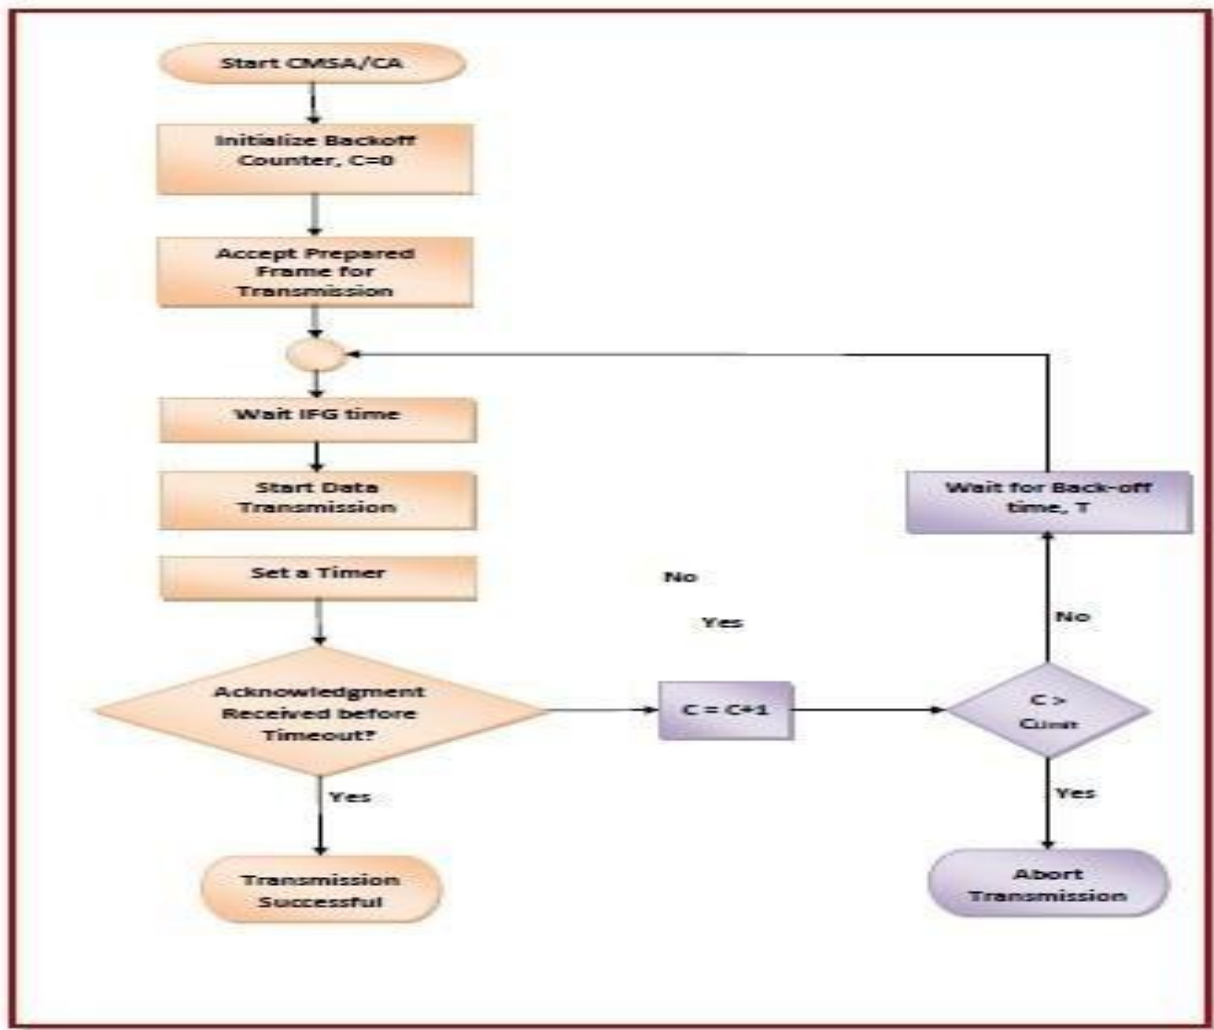 Start CMSA/CA
Initialize Backoff
Counter, C=0
Accept Prepared
Frame for
Transmission
Wait IFG time
Start Data
Transmission
Set a Timer
Acknowledgment
Received before
Timeout?
Yes
Transmission
Successful
No
Yes
C = C+1
C >
CLimit
No
Wait for Back-off
time, T
Yes
Abort
Transmission